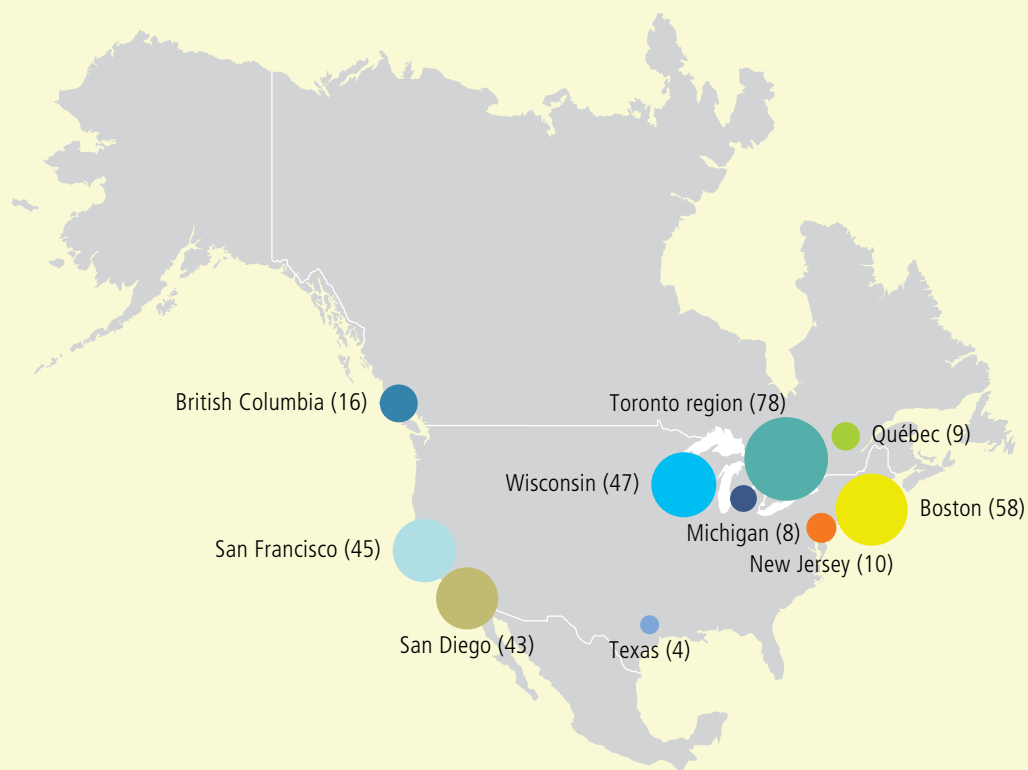 British Columbia (16)
Toronto region (78)
Québec (9)
Wisconsin (47)
Boston (58)
Michigan (8)
San Francisco (45)
New Jersey (10)
San Diego (43)
Texas (4)